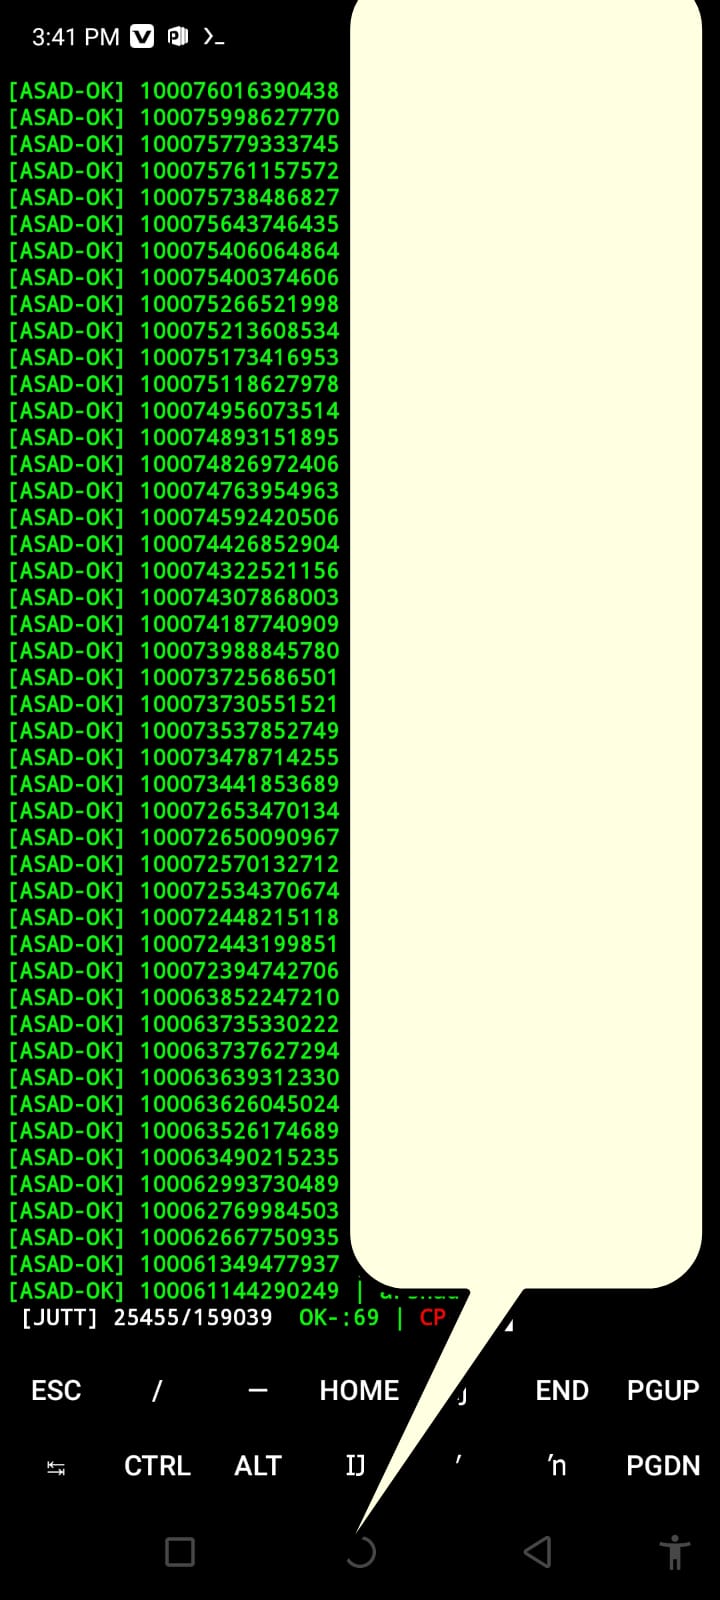 3:41 PM
[ASAD-OK] 100076016390438
[ASAD-OK] 100075998627770
[ASAD-OK] 100075779333745
[ASAD-OK] 100075761157572
[ASAD-OK] 100075738486827
[ASAD-OK] 100075643746435
[ASAD-OK] 100075406064864
[ASAD-OK] 100075400374606
[ASAD-OK] 100075266521998
[ASAD-OK] 100075213608534
[ASAD-OK] 100075173416953
[ASAD-OK] 100075118627978
[ASAD-OK] 100074956073514
[ASAD-OK] 100074893151895
[ASAD-OK] 100074826972406
[ASAD-OK] 100074763954963
[ASAD-OK] 100074592420506
[ASAD-OK] 100074426852904
[ASAD-OK] 100074322521156
[ASAD-OK] 100074307868003
[ASAD-OK] 100074187740909
[ASAD-OK] 100073988845780
[ASAD-OK] 100073725686501
[ASAD-OK] 100073730551521
[ASAD-OK] 100073537852749
[ASAD-OK] 100073478714255
[ASAD-OK] 100073441853689
[ASAD-OK] 100072653470134
[ASAD-OK] 100072650090967
[ASAD-OK] 100072570132712
[ASAD-OK] 100072534370674
[ASAD-OK] 100072448215118
[ASAD-OK] 100072443199851
[ASAD-OK] 100072394742706
[ASAD-OK] 100063852247210
[ASAD-OK] 100063735330222
[ASAD-OK] 100063737627294
[ASAD-OK] 100063639312330
[ASAD-OK] 100063626045024
[ASAD-OK] 100063526174689
[ASAD-OK] 100063490215235
[ASAD-OK] 100062993730489
[ASAD-OK] 100062769984503
[ASAD-OK] 100062667750935
[ASAD-OK] 100061349477937
[ASAD-OK] 100061144290249 |
[JUTT] 25455/159039 OK-:69 | CP
ESC / — HOME END PGUP
CTRL ALT Ĳ ′ ŉ PGDN